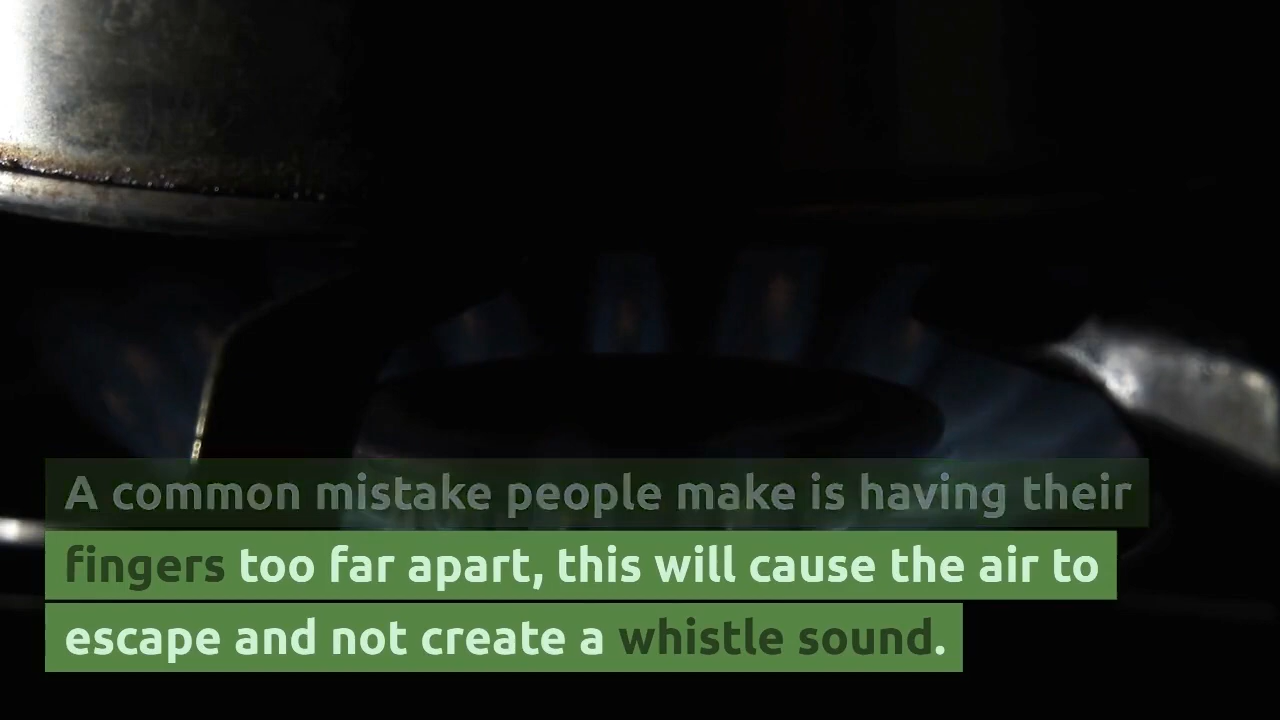 A common mistake people make is having their
fingers too far apart, this will cause the air to
escape and not create a whistle sound.